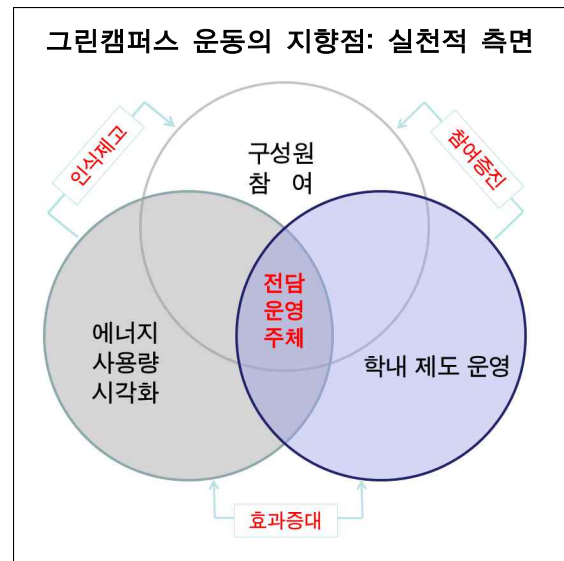 그린캠퍼스 운동의 지향점: 실천적 측면
인식제고
참여증진
구성원
참 여
전담
운영
주체
에너지
사용량
시각화
학내 제도 운영
효과증대